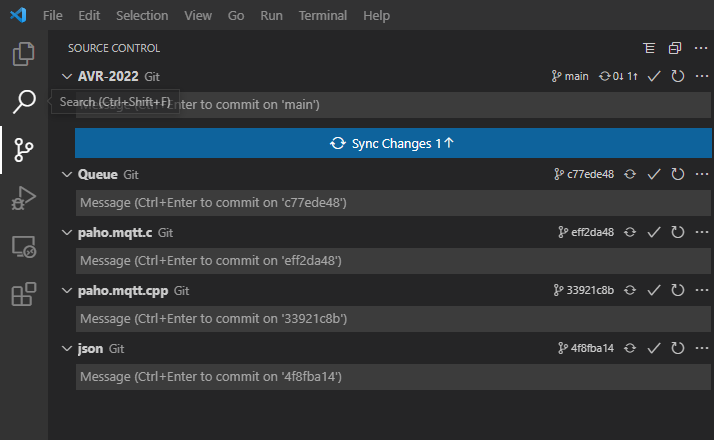 File Edit Selection View Go Run Terminal Help
SOURCE CONTROL
AVR-2022 Git main 0↓ 1↑
Search (Ctrl+Shift+F)
Message (Ctrl+Enter to commit on 'main')
Sync Changes 1↑
Queue Git c77ede48
Message (Ctrl+Enter to commit on 'c77ede48')
paho.mqtt.c Git eff2da48
Message (Ctrl+Enter to commit on 'eff2da48')
paho.mqtt.cpp Git 33921c8b
Message (Ctrl+Enter to commit on '33921c8b')
json Git 4f8fba14
Message (Ctrl+Enter to commit on '4f8fba14')